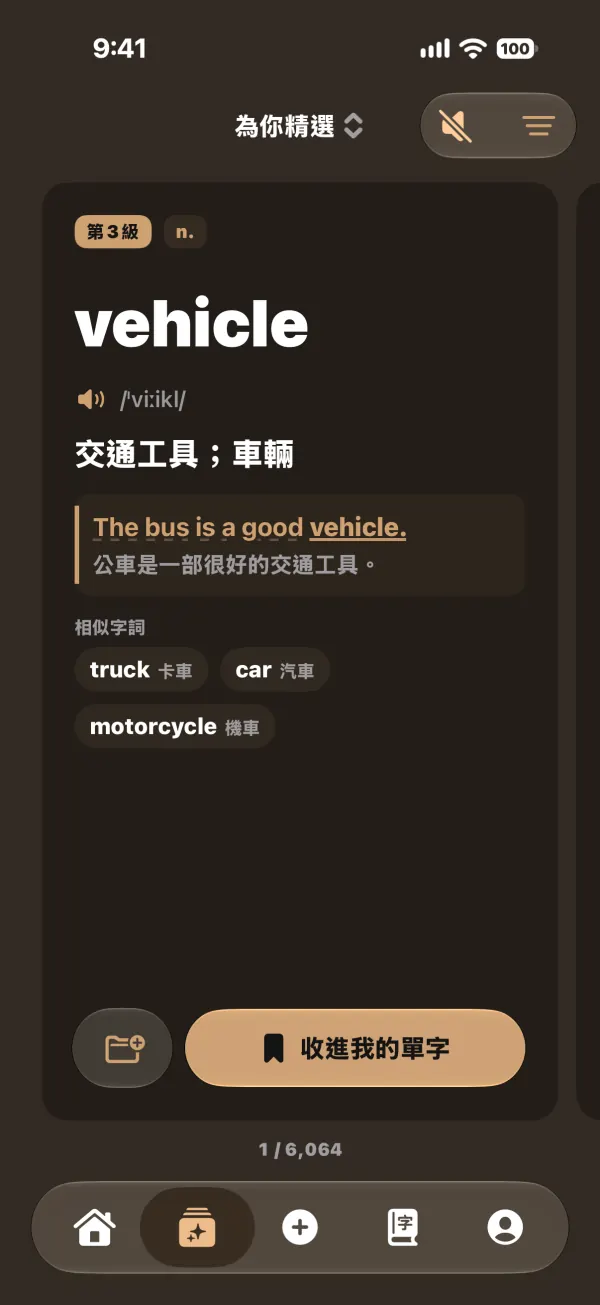 9:41
100
為你精選
第3級 n.
vehicle
/ˈviːikl/
交通工具；車輛
The bus is a good vehicle.
公車是一部很好的交通工具。
相似字詞
truck 卡車 car 汽車
motorcycle 機車
收進我的單字
1 / 6,064
字